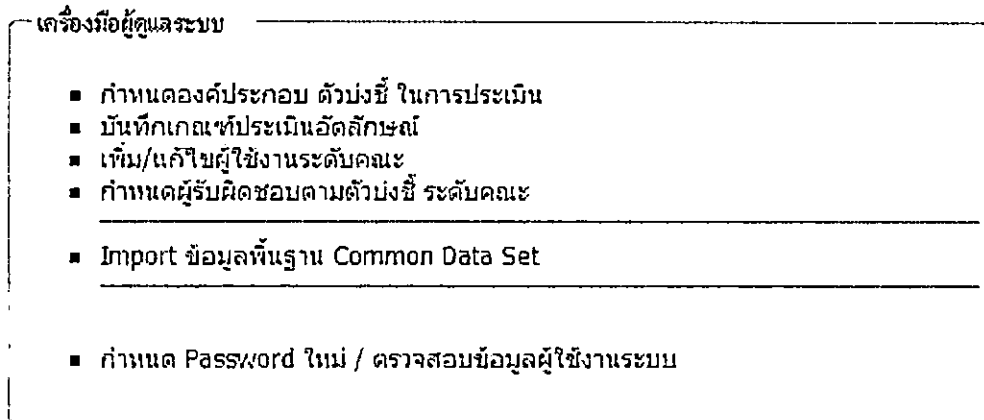 เครื่องมือผู้ดูแลระบบ
กำหนดองค์ประกอบ ตัวบ่งชี้ ในการประเมิน
บันทึกเกณฑ์ประเมินอัตลักษณ์
เพิ่ม/แก้ไขผู้ใช้งานระดับคณะ
กำหนดผู้รับผิดชอบตามตัวบ่งชี้ ระดับคณะ
Import ข้อมูลพื้นฐาน Common Data Set
กำหนด Password ใหม่ / ตรวจสอบข้อมูลผู้ใช้งานระบบ